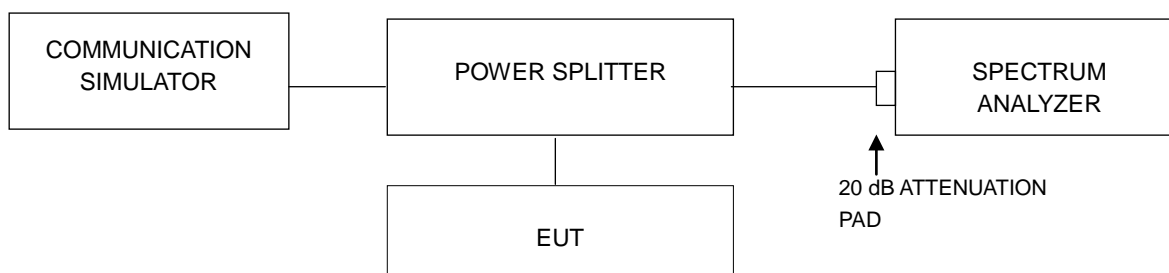 COMMUNICATION
SIMULATOR
POWER SPLITTER
SPECTRUM
ANALYZER
20 dB ATTENUATION
PAD
EUT